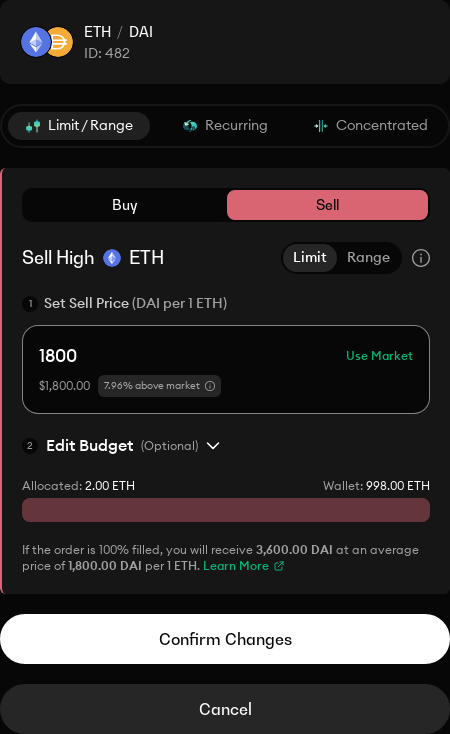 ETH / DAI
ID: 482
Limit / Range
Recurring
Concentrated
Buy
Sell
Sell High ETH
Limit
Range
1 Set Sell Price (DAI per 1 ETH)
1800
Use Market
$1,800.00 7.96% above market
2 Edit Budget (Optional)
Allocated: 2.00 ETH
Wallet: 998.00 ETH
If the order is 100% filled, you will receive 3,600.00 DAI at an average
price of 1,800.00 DAI per 1 ETH. Learn More
Confirm Changes
Cancel